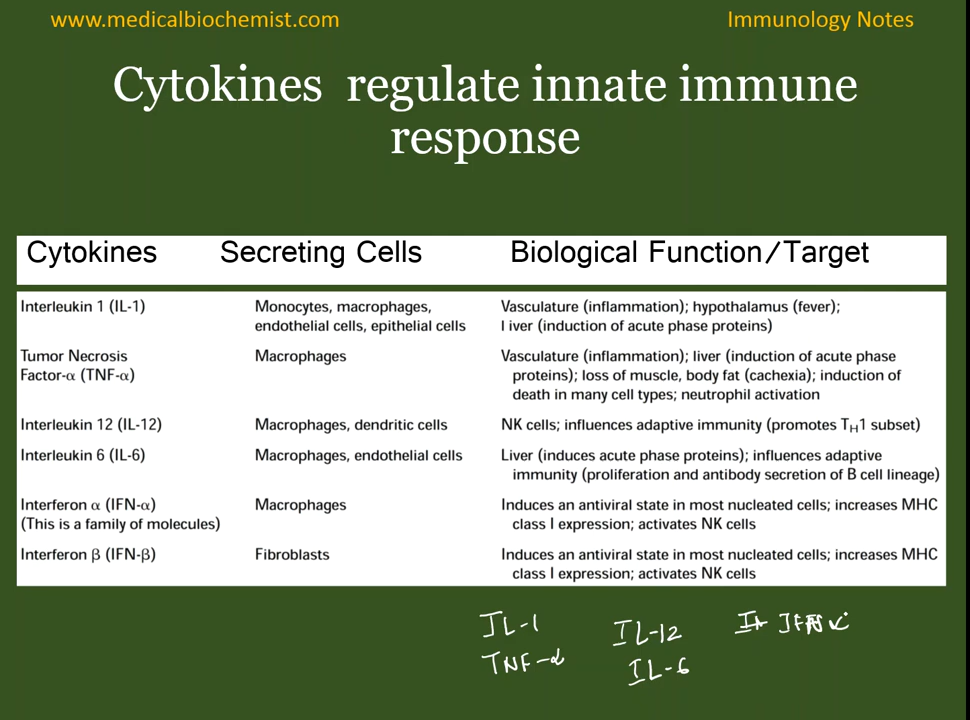 www.medicalbiochemist.com Immunology Notes
Cytokines regulate innate immune
response
Cytokines Secreting Cells Biological Function/Target
Interleukin 1 (IL-1) Monocytes, macrophages, Vasculature (inflammation); hypothalamus (fever);
endothelial cells, epithelial cells liver (induction of acute phase proteins)
Tumor Necrosis Macrophages Vasculature (inflammation); liver (induction of acute phase
Factor-α (TNF-α) proteins); loss of muscle, body fat (cachexia); induction of
death in many cell types; neutrophil activation
Interleukin 12 (IL-12) Macrophages, dendritic cells NK cells; influences adaptive immunity (promotes TH1 subset)
Interleukin 6 (IL-6) Macrophages, endothelial cells Liver (induces acute phase proteins); influences adaptive
immunity (proliferation and antibody secretion of B cell lineage)
Interferon α (IFN-α) Macrophages Induces an antiviral state in most nucleated cells; increases MHC
(This is a family of molecules) class I expression; activates NK cells
Interferon β (IFN-β) Fibroblasts Induces an antiviral state in most nucleated cells; increases MHC
class I expression; activates NK cells
IL-1 IL-12
TNF-α IL-6